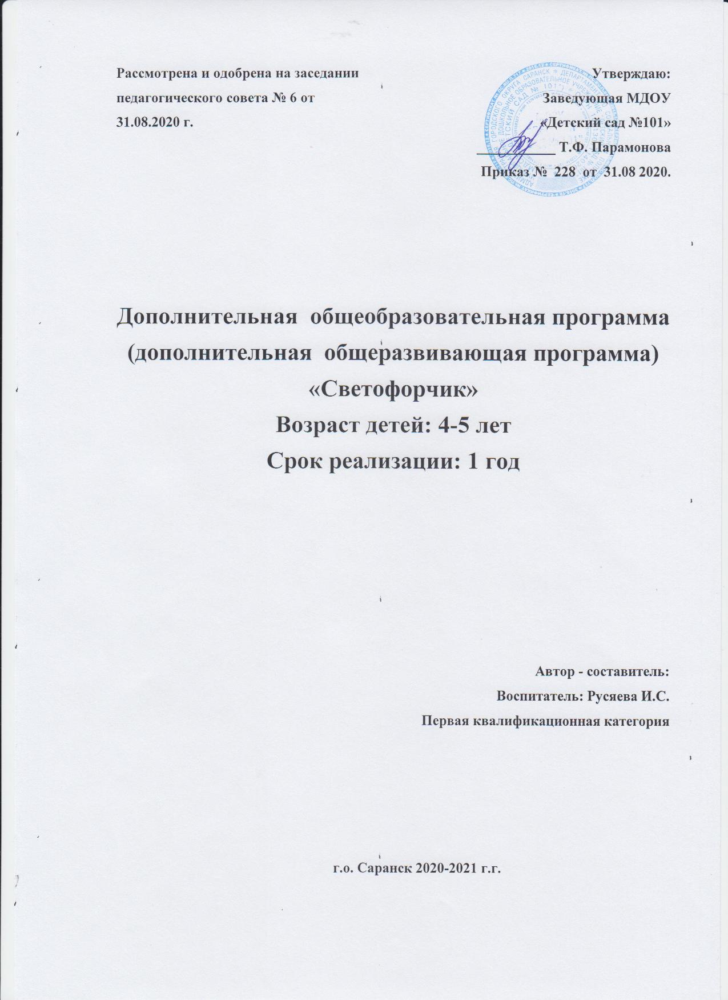 Рассмотрена и одобрена на заседании
педагогического совета № 6 от
31.08.2020 г.
Утверждаю:
Заведующая МДОУ
«Детский сад №101»
___________ Т.Ф. Парамонова
Приказ № 228 от 31.08 2020.
Дополнительная общеобразовательная программа
(дополнительная общеразвивающая программа)
«Светофорчик»
Возраст детей: 4-5 лет
Срок реализации: 1 год
Автор - составитель:
Воспитатель: Русяева И.С.
Первая квалификационная категория
г.о. Саранск 2020-2021 г.г.